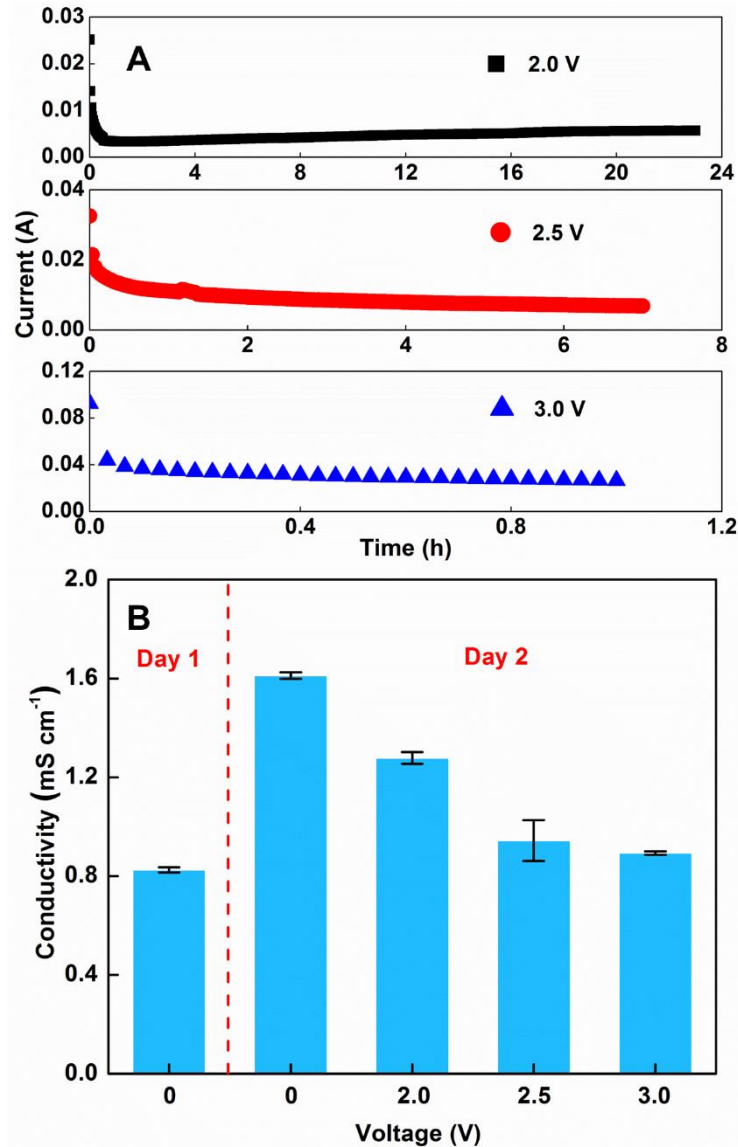 0.03
A
2.0 V
0.02
0.01
0.00
0 4 8 12 16 20 24
0.04
2.5 V
0.02
0.00
0 2 4 6 8
Current (A)
0.12
3.0 V
0.08
0.04
0.00
0.0 0.4 0.8 1.2
Time (h)
2.0
B
Day 1 Day 2
1.6
1.2
0.8
0.4
0.0
Conductivity (mS cm⁻¹)
0 0 2.0 2.5 3.0
Voltage (V)